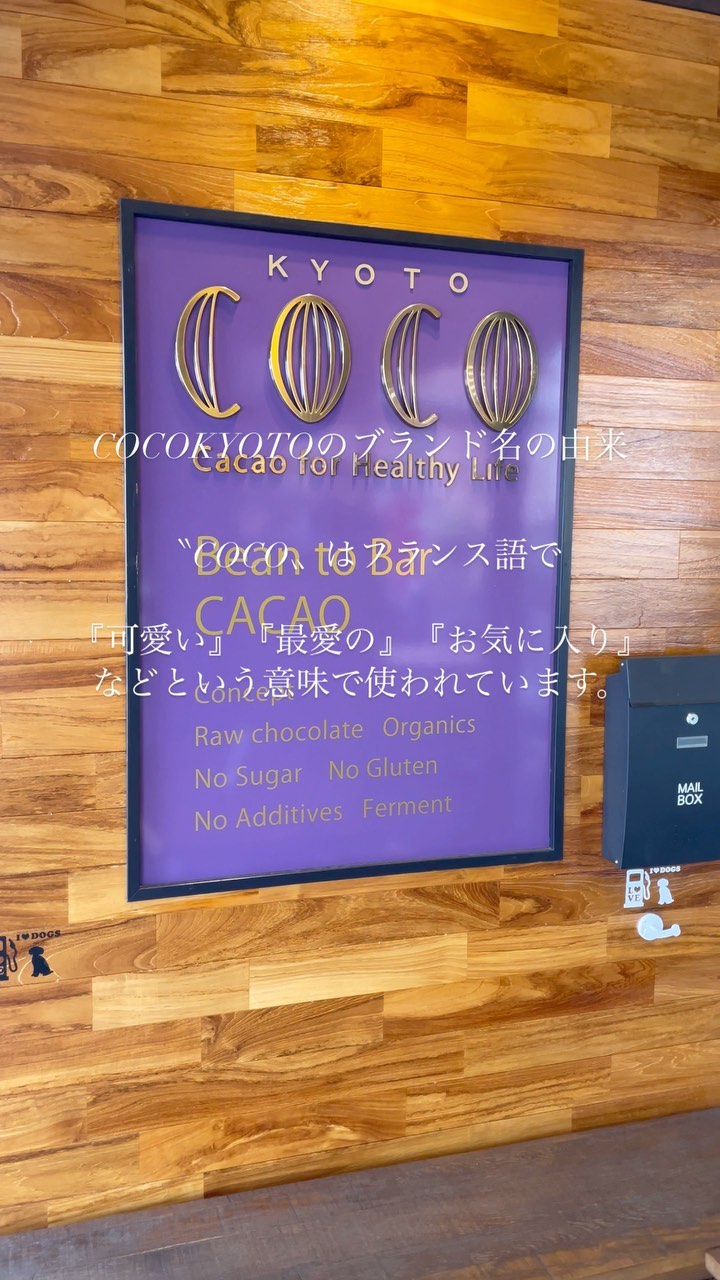 KYOTO
COCO
Cacao for Healthy Life
COCOKYOTOのブランド名の由来
Bean to Bar
〝COCO〟はフランス語で
CACAO
『可愛い』『最愛の』『お気に入り』
などという意味で使われています。
Concept
Raw chocolate Organics
No Sugar No Gluten
No Additives Ferment
MAIL
BOX
I♥DOGS
LOVE
I♥DOGS